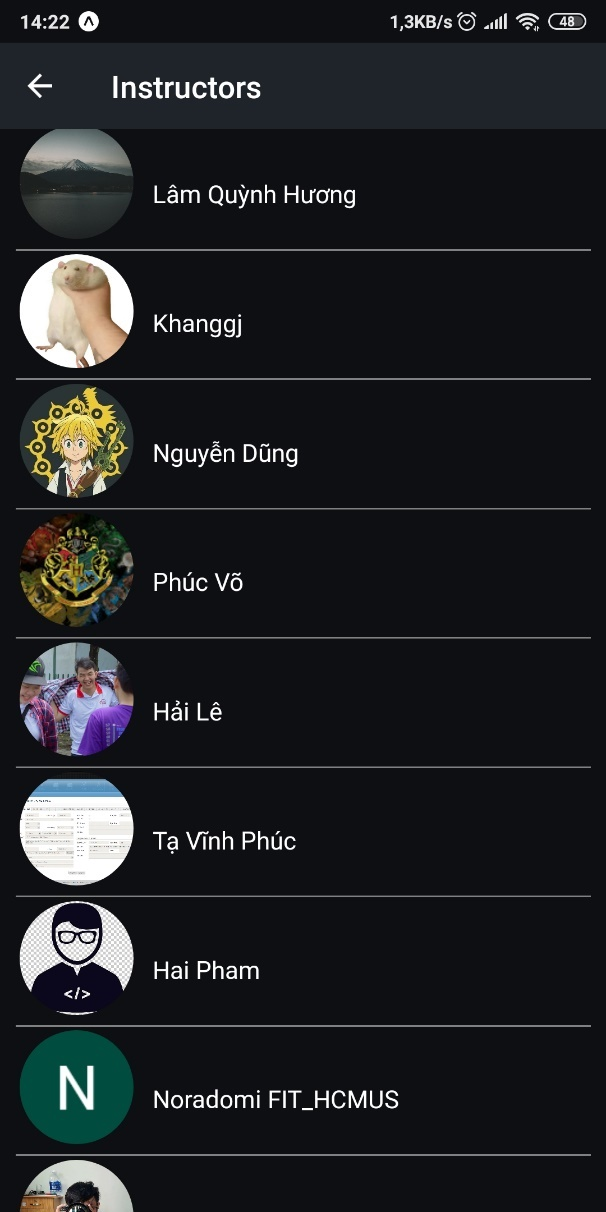 14:22
1,3KB/s
48
Instructors
Lâm Quỳnh Hương
Khanggj
Nguyễn Dũng
Phúc Võ
Hải Lê
Tạ Vĩnh Phúc
Hai Pham
</>
N
Noradomi FIT_HCMUS